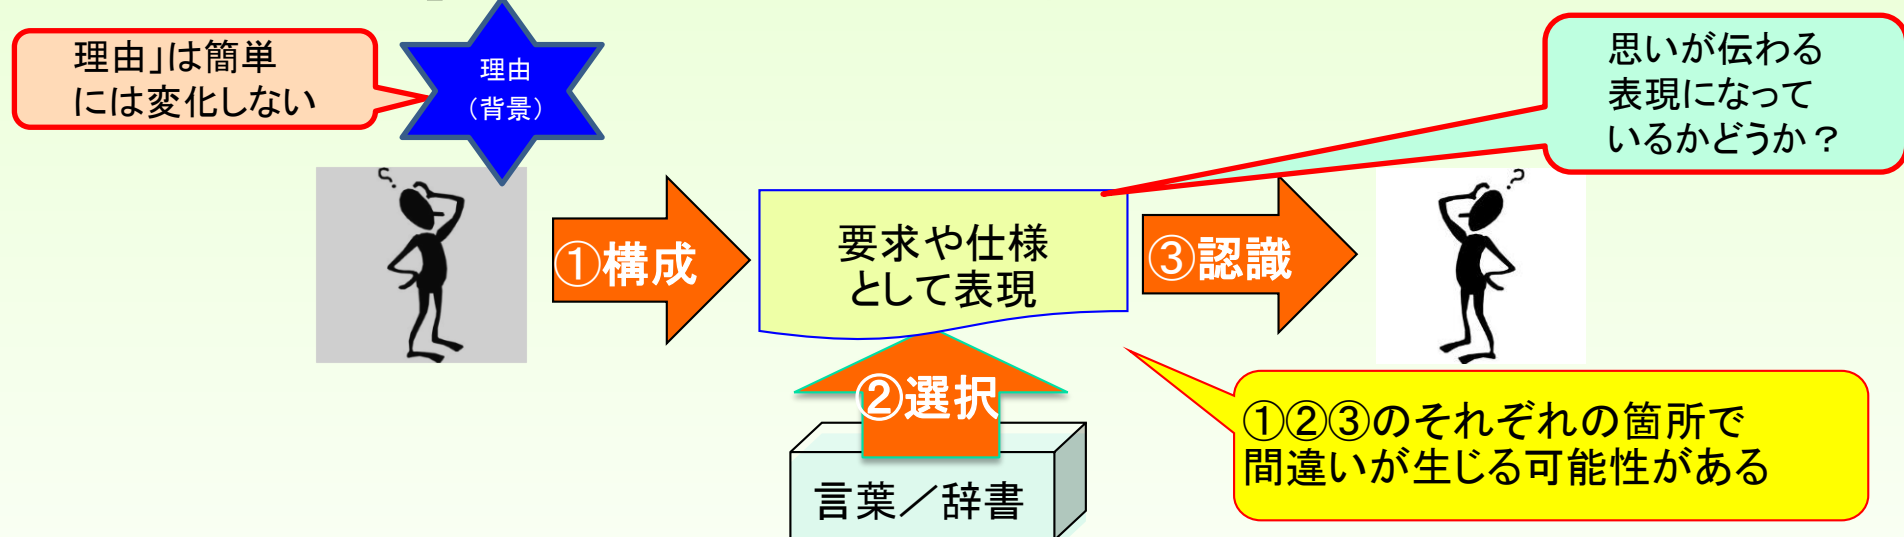 理由」は簡単
には変化しない
理由
（背景）
思いが伝わる
表現になって
いるかどうか？
①構成
要求や仕様
として表現
③認識
②選択
言葉／辞書
①②③のそれぞれの箇所で
間違いが生じる可能性がある
?
?